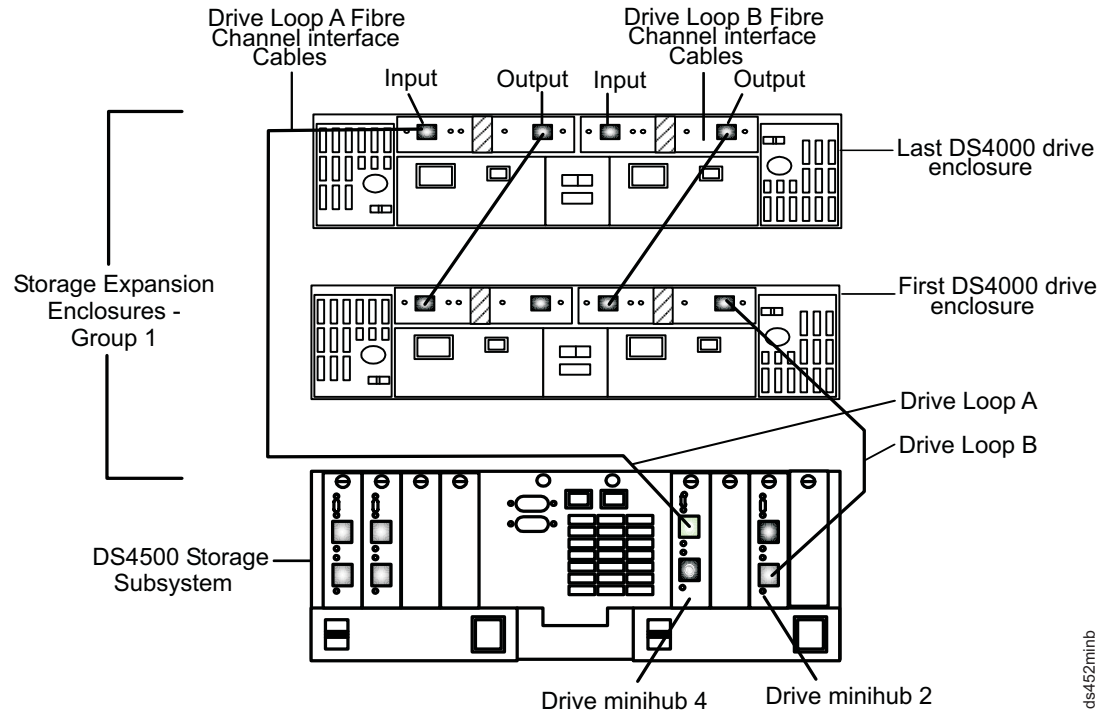 Drive Loop A Fibre
Channel interface
Cables
Drive Loop B Fibre
Channel interface
Cables
Input
Output
Input
Output
Last DS4000 drive
enclosure
Storage Expansion
Enclosures -
Group 1
First DS4000 drive
enclosure
Drive Loop A
Drive Loop B
DS4500 Storage
Subsystem
Drive minihub 4
Drive minihub 2
ds452minb